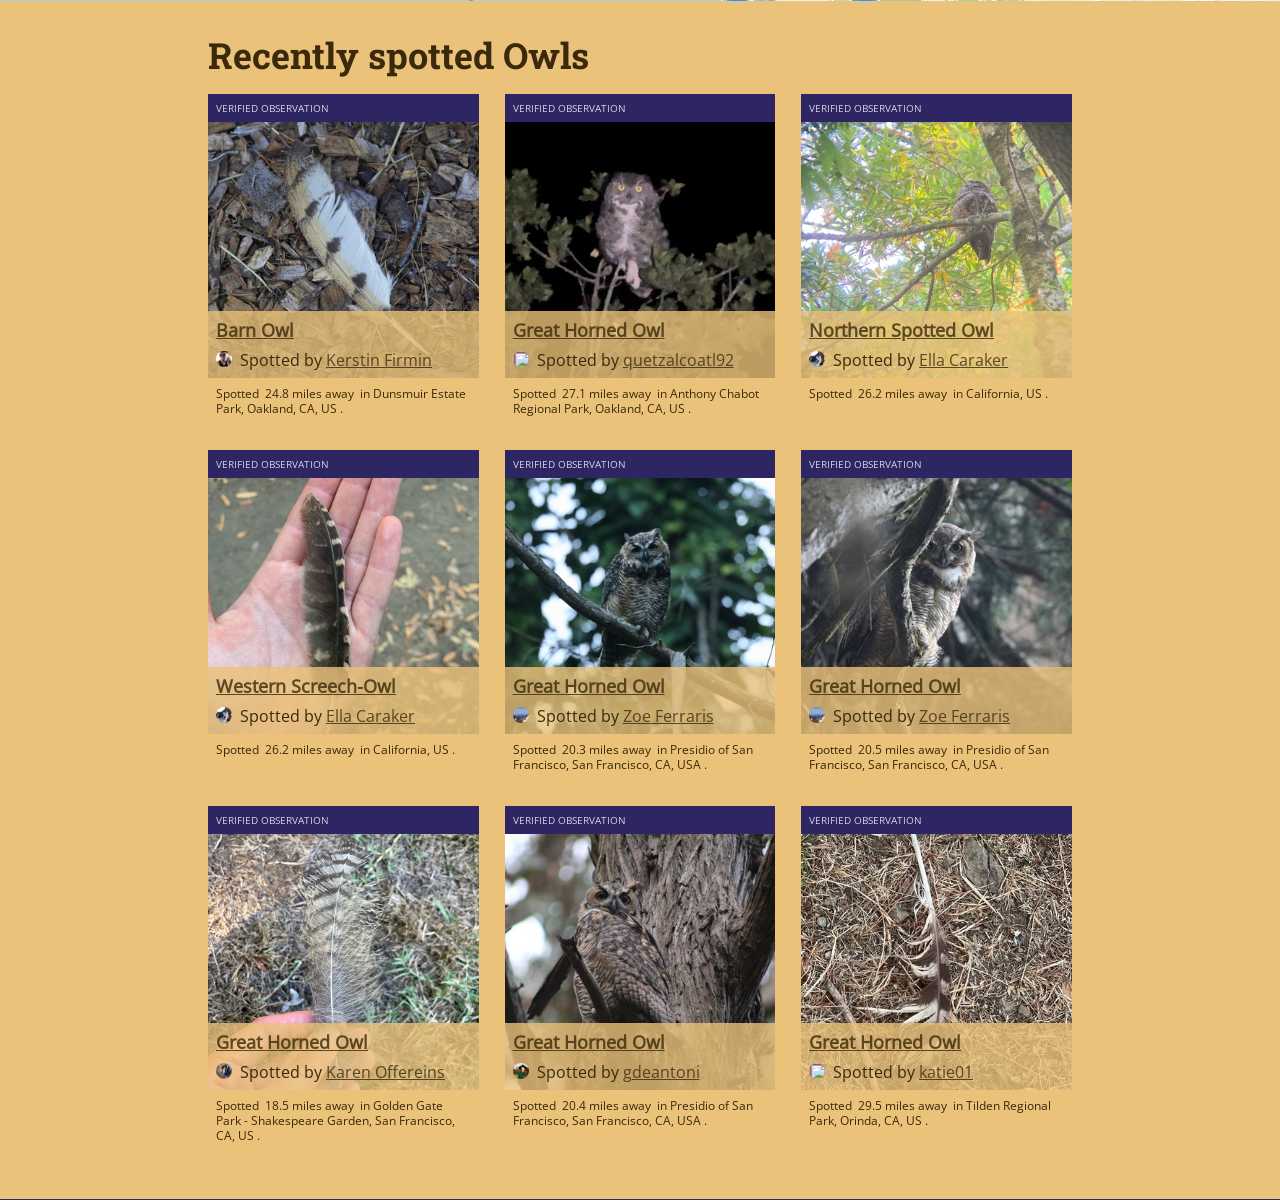 Recently spotted Owls
VERIFIED OBSERVATION
Barn Owl
Spotted by Kerstin Firmin
Spotted 24.8 miles away in Dunsmuir Estate
Park, Oakland, CA, US .
VERIFIED OBSERVATION
Great Horned Owl
Spotted by quetzalcoatl92
Spotted 27.1 miles away in Anthony Chabot
Regional Park, Oakland, CA, US .
VERIFIED OBSERVATION
Northern Spotted Owl
Spotted by Ella Caraker
Spotted 26.2 miles away in California, US .
VERIFIED OBSERVATION
Western Screech-Owl
Spotted by Ella Caraker
Spotted 26.2 miles away in California, US .
VERIFIED OBSERVATION
Great Horned Owl
Spotted by Zoe Ferraris
Spotted 20.3 miles away in Presidio of San
Francisco, San Francisco, CA, USA .
VERIFIED OBSERVATION
Great Horned Owl
Spotted by Zoe Ferraris
Spotted 20.5 miles away in Presidio of San
Francisco, San Francisco, CA, USA .
VERIFIED OBSERVATION
Great Horned Owl
Spotted by Karen Offereins
Spotted 18.5 miles away in Golden Gate
Park - Shakespeare Garden, San Francisco,
CA, US .
VERIFIED OBSERVATION
Great Horned Owl
Spotted by gdeantoni
Spotted 20.4 miles away in Presidio of San
Francisco, San Francisco, CA, USA .
VERIFIED OBSERVATION
Great Horned Owl
Spotted by katie01
Spotted 29.5 miles away in Tilden Regional
Park, Orinda, CA, US .